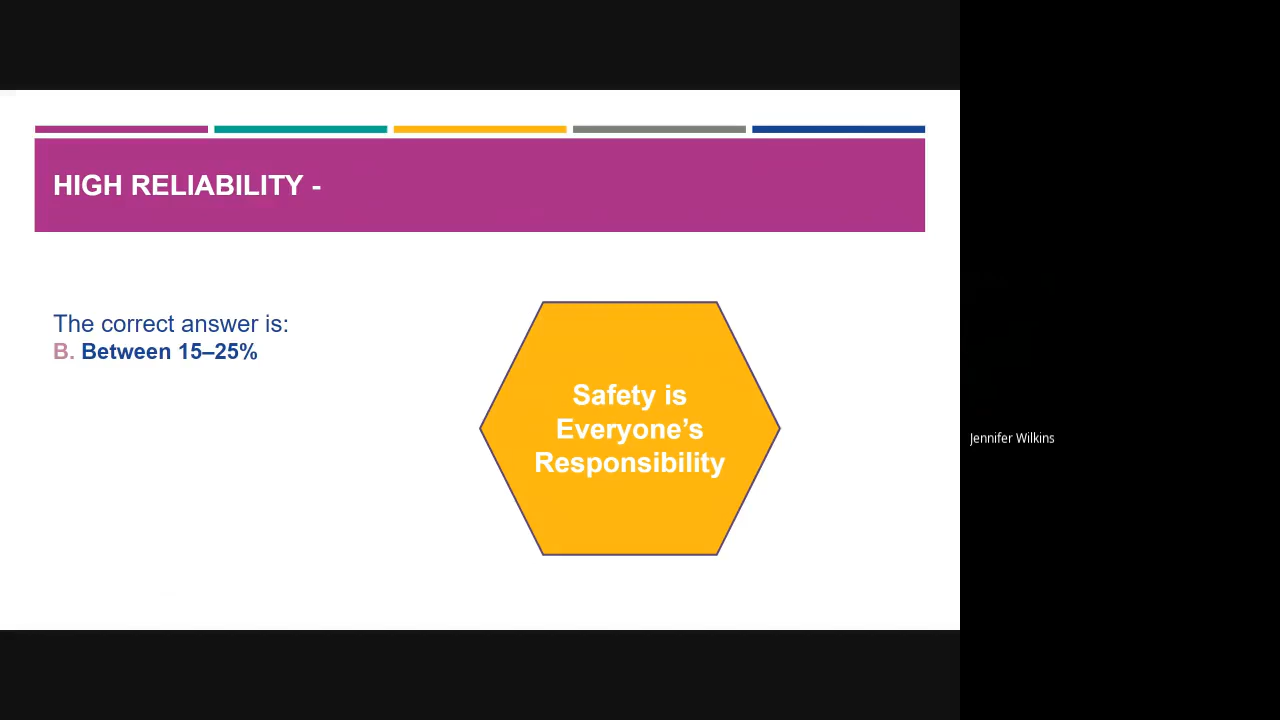 HIGH RELIABILITY -
The correct answer is:
B. Between 15–25%
Safety is
Everyone’s
Responsibility
Jennifer Wilkins